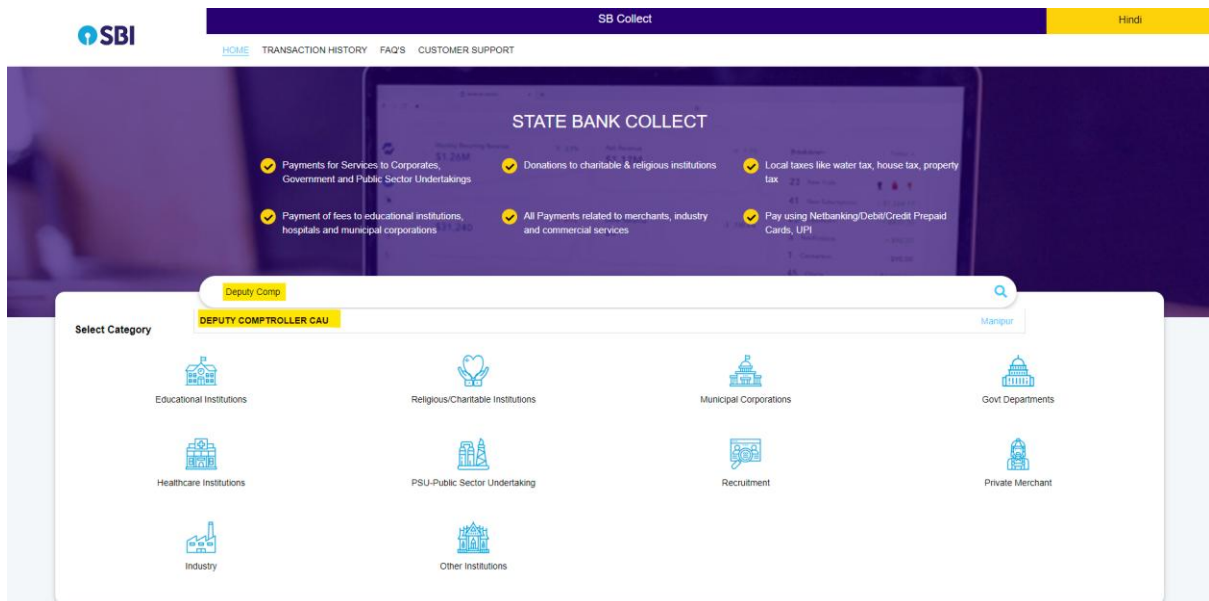 SBI
SB Collect
Hindi
HOME TRANSACTION HISTORY FAQ'S CUSTOMER SUPPORT
STATE BANK COLLECT
Payments for Services to Corporates,
Government and Public Sector Undertakings
Donations to charitable & religious institutions
Local taxes like water tax, house tax, property
tax
Payment of fees to educational institutions,
hospitals and municipal corporations
All Payments related to merchants, industry
and commercial services
Pay using Netbanking/Debit/Credit Prepaid
Cards, UPI
Deputy Comp
DEPUTY COMPTROLLER CAU Manipur
Select Category
Educational Institutions
Religious/Charitable Institutions
Municipal Corporations
Govt Departments
Healthcare Institutions
PSU-Public Sector Undertaking
Recruitment
Private Merchant
Industry
Other Institutions